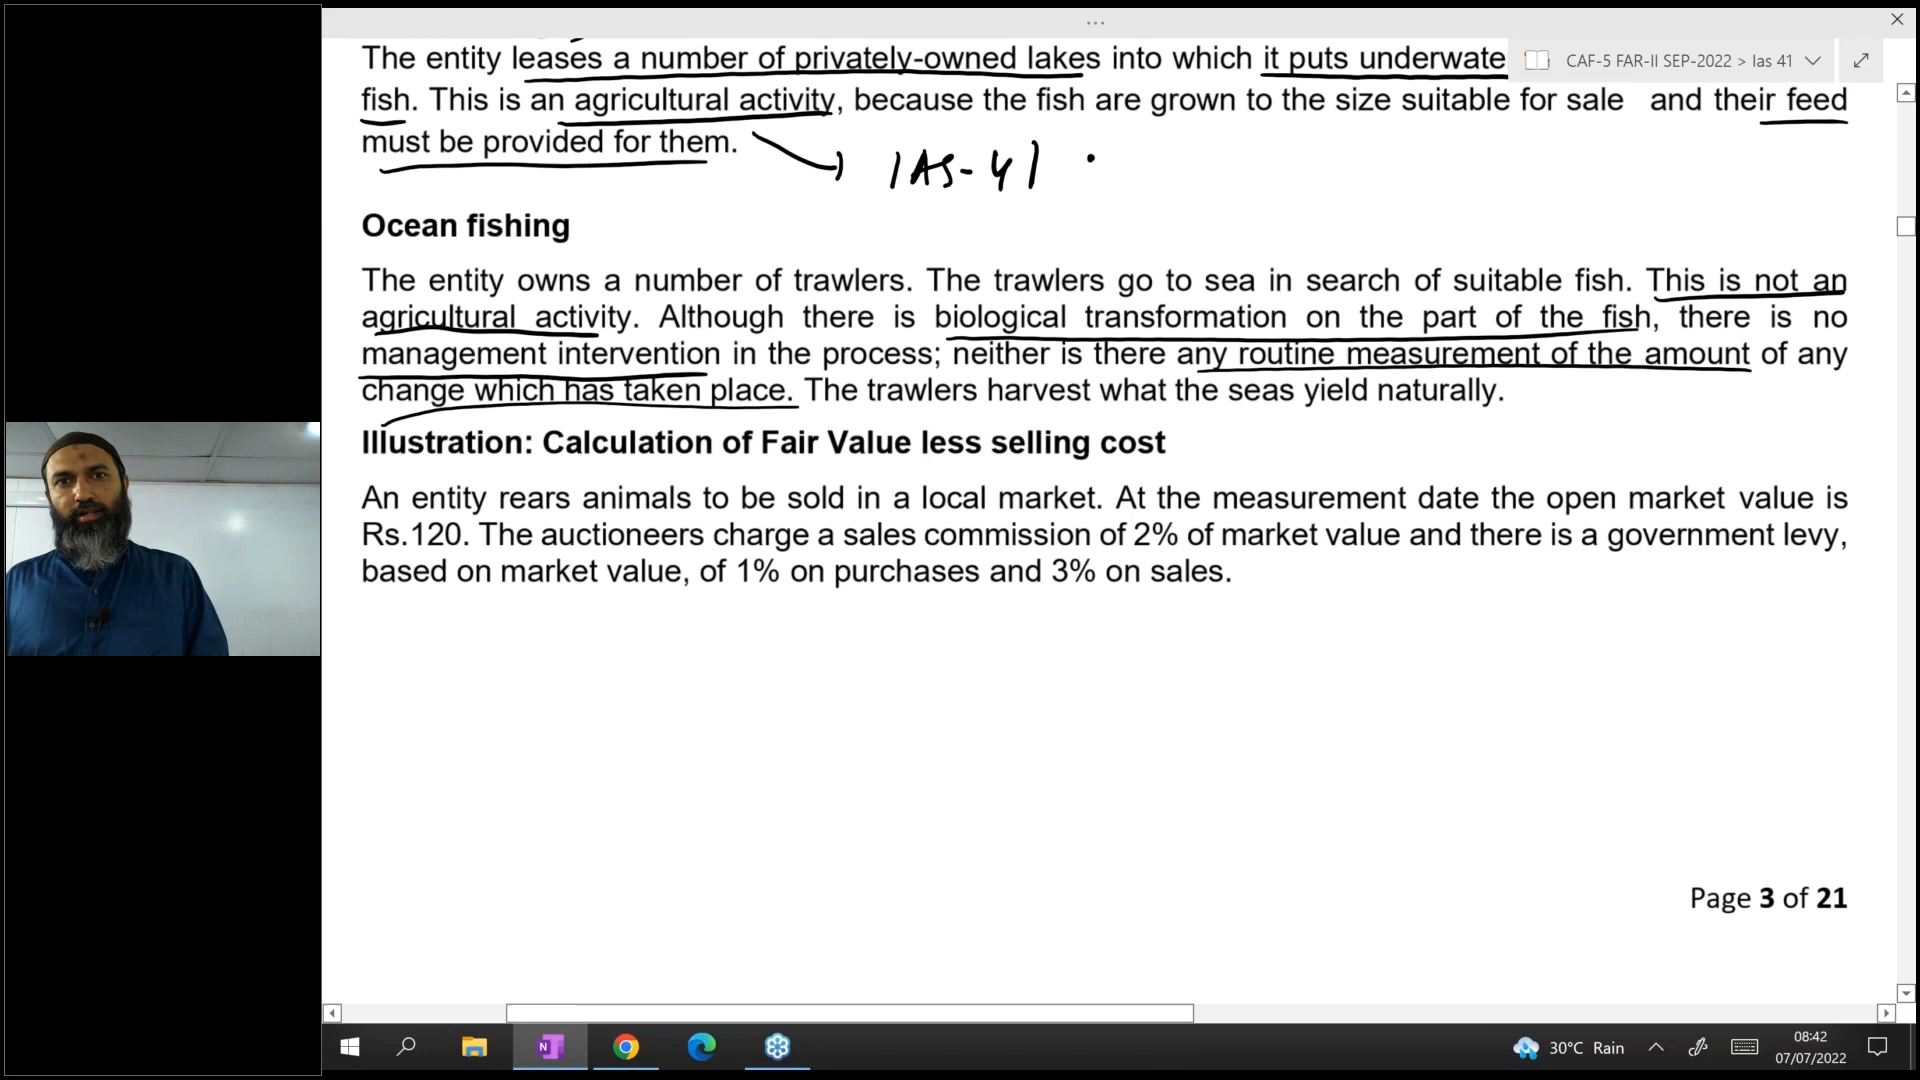 The entity leases a number of privately-owned lakes into which it puts underwate
CAF-5 FAR-II SEP-2022 > Ias 41
fish. This is an agricultural activity, because the fish are grown to the size suitable for sale and their feed
must be provided for them.
IAS-41
Ocean fishing
The entity owns a number of trawlers. The trawlers go to sea in search of suitable fish. This is not an
agricultural activity. Although there is biological transformation on the part of the fish, there is no
management intervention in the process; neither is there any routine measurement of the amount of any
change which has taken place. The trawlers harvest what the seas yield naturally.
Illustration: Calculation of Fair Value less selling cost
An entity rears animals to be sold in a local market. At the measurement date the open market value is
Rs.120. The auctioneers charge a sales commission of 2% of market value and there is a government levy,
based on market value, of 1% on purchases and 3% on sales.
Page 3 of 21
30°C Rain
08:42
07/07/2022